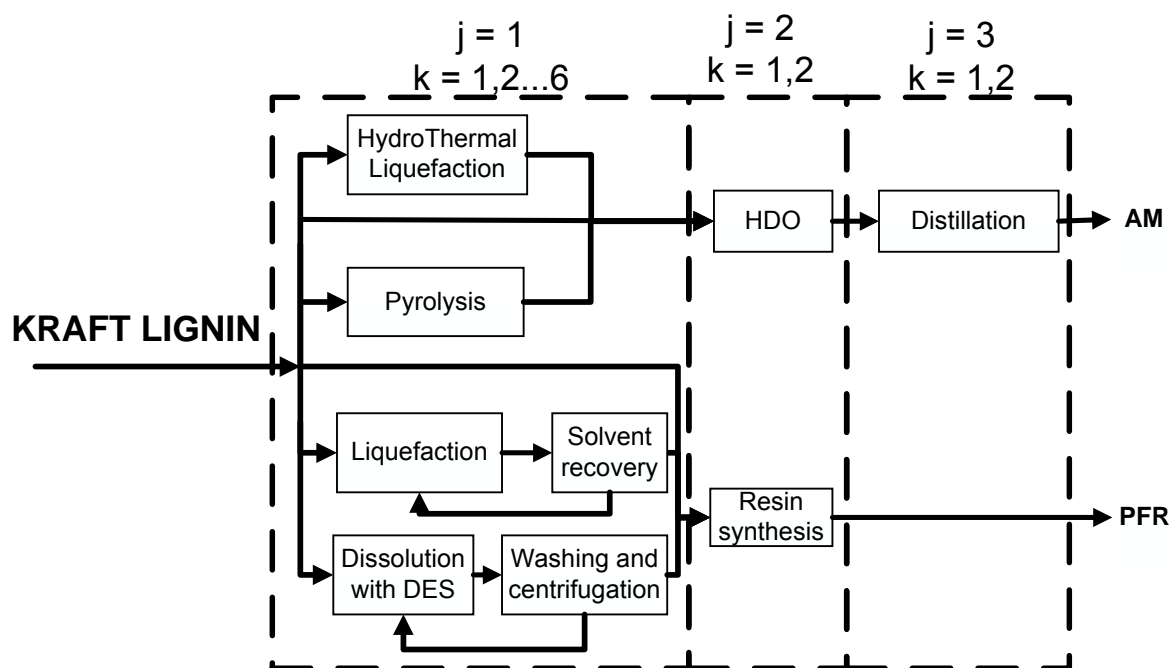 j = 1
k = 1,2...6
j = 2
k = 1,2
j = 3
k = 1,2
HydroThermal
Liquefaction
HDO
Distillation
AM
Pyrolysis
KRAFT LIGNIN
Liquefaction
Solvent
recovery
Resin
synthesis
PFR
Dissolution
with DES
Washing and
centrifugation